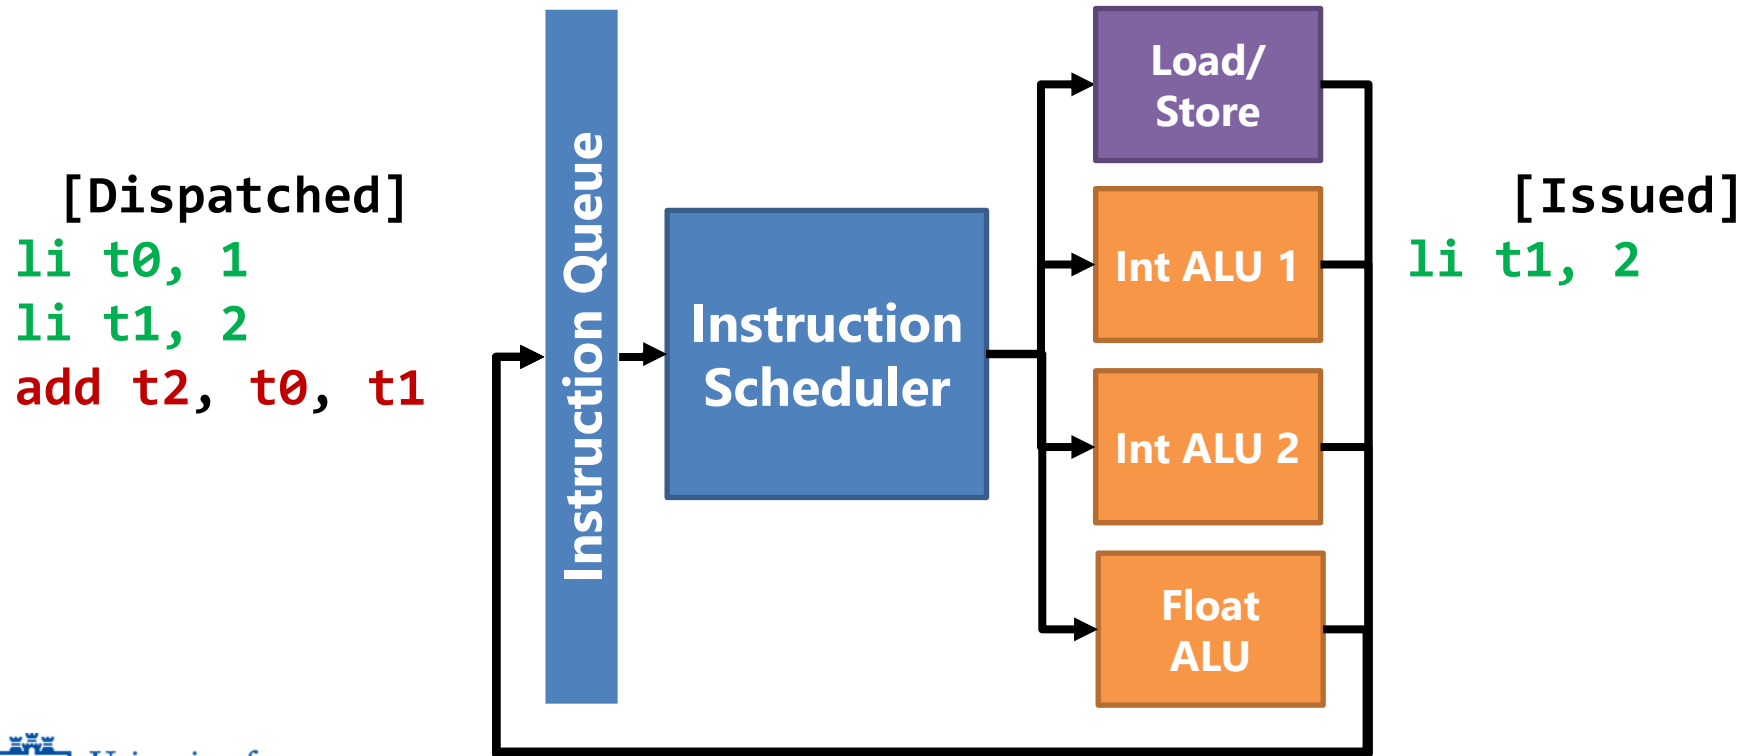 [Dispatched]
li t0, 1
li t1, 2
add t2, t0, t1
Instruction Queue
Instruction
Scheduler
Load/
Store
Int ALU 1
Int ALU 2
Float
ALU
[Issued]
li t1, 2